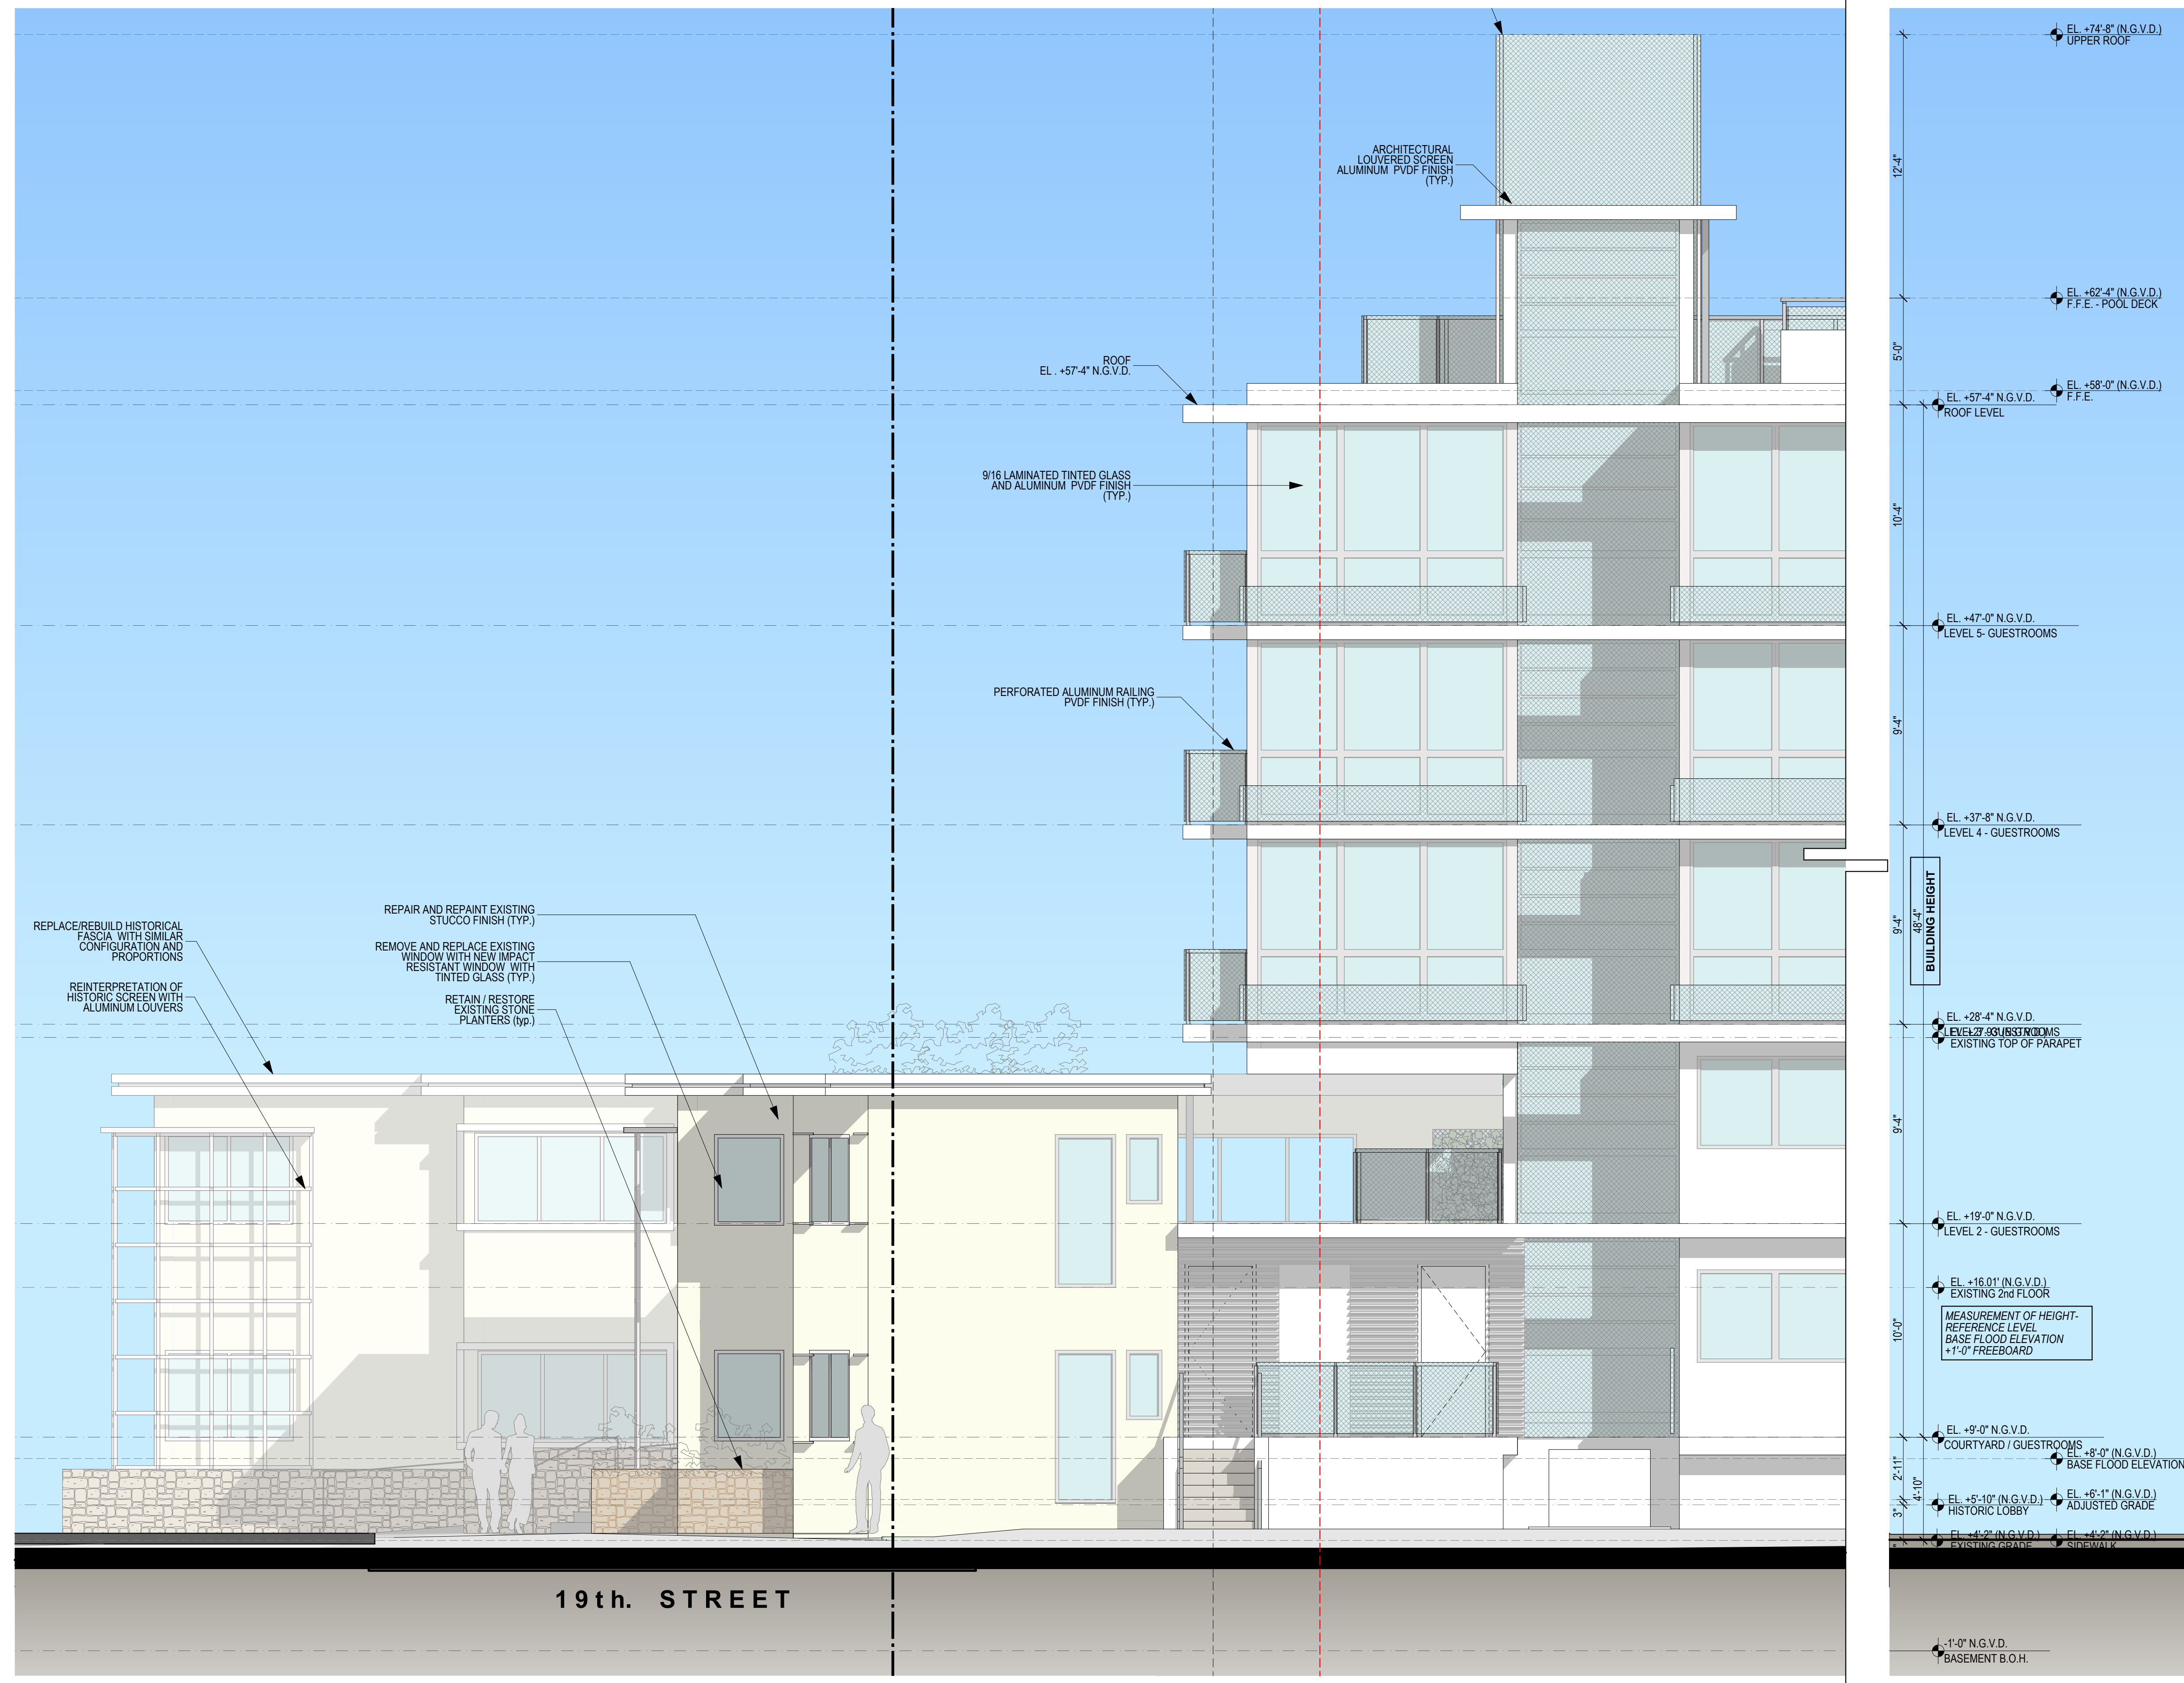 ARCHITECTURAL
LOUVERED SCREEN
ALUMINUM PVDF FINISH
(TYP.)
ROOF
EL . +57'-4" N.G.V.D.
9/16 LAMINATED TINTED GLASS
AND ALUMINUM PVDF FINISH
(TYP.)
PERFORATED ALUMINUM RAILING
PVDF FINISH (TYP.)
REPLACE/REBUILD HISTORICAL
FASCIA WITH SIMILAR
CONFIGURATION AND
PROPORTIONS
REINTERPRETATION OF
HISTORIC SCREEN WITH
ALUMINUM LOUVERS
REPAIR AND REPAINT EXISTING
STUCCO FINISH (TYP.)
REMOVE AND REPLACE EXISTING
WINDOW WITH NEW IMPACT
RESISTANT WINDOW WITH
TINTED GLASS (TYP.)
RETAIN / RESTORE
EXISTING STONE
PLANTERS (typ.)
19th. STREET
12'-4"
5'-0"
10'-4"
9'-4"
9'-4"
9'-4"
10'-0"
2'-11"
3"
4'-10"
48'-4"
BUILDING HEIGHT
EL. +74'-8" (N.G.V.D.)
UPPER ROOF
EL. +62'-4" (N.G.V.D.)
F.F.E. - POOL DECK
EL. +58'-0" (N.G.V.D.)
F.F.E.
EL. +57'-4" N.G.V.D.
ROOF LEVEL
EL. +47'-0" N.G.V.D.
LEVEL 5- GUESTROOMS
EL. +37'-8" N.G.V.D.
LEVEL 4 - GUESTROOMS
EL. +28'-4" N.G.V.D.
EXISTING TOP OF PARAPET
EL. +19'-0" N.G.V.D.
LEVEL 2 - GUESTROOMS
EL. +16.01' (N.G.V.D.)
EXISTING 2nd FLOOR
MEASUREMENT OF HEIGHT-
REFERENCE LEVEL
BASE FLOOD ELEVATION
+1'-0" FREEBOARD
EL. +9'-0" N.G.V.D.
COURTYARD / GUESTROOMS
EL. +8'-0" (N.G.V.D.)
BASE FLOOD ELEVATION
EL. +6'-1" (N.G.V.D.)
ADJUSTED GRADE
EL. +5'-10" (N.G.V.D.)
HISTORIC LOBBY
EL. +4'-2" (N.G.V.D.)
EXISTING GRADE
EL. +4'-2" (N.G.V.D.)
SIDEWALK
-1'-0" N.G.V.D.
BASEMENT B.O.H.